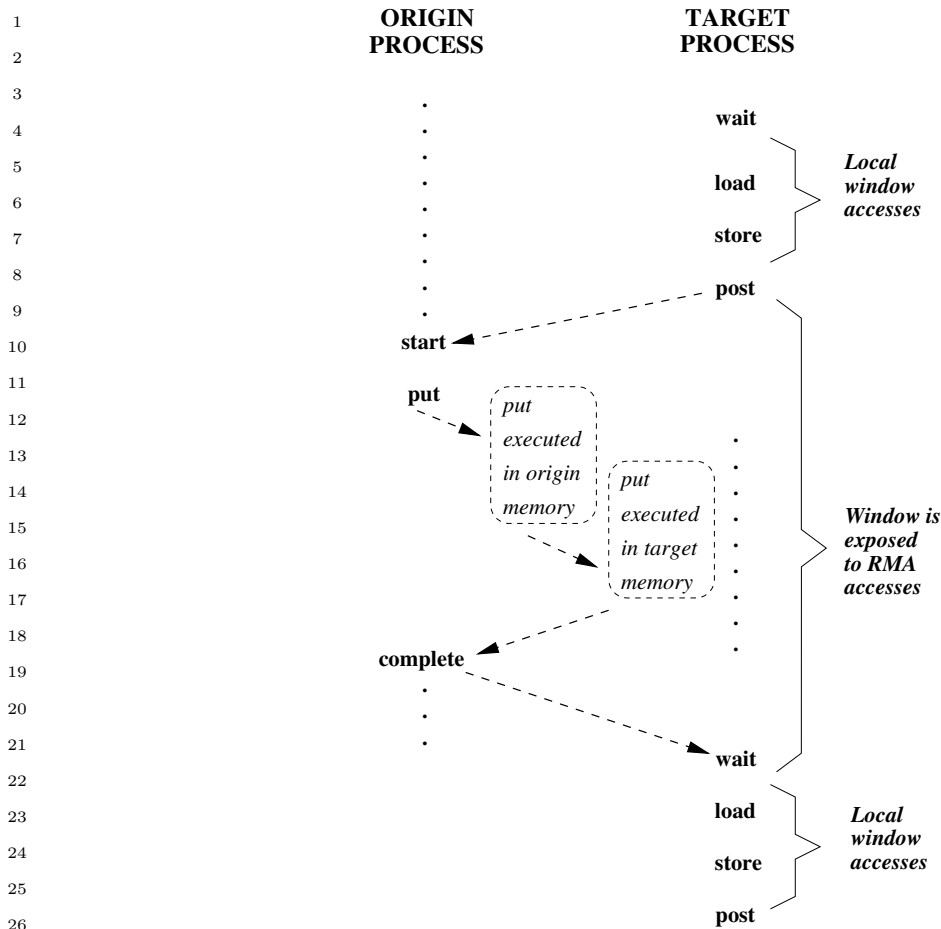 1
ORIGIN PROCESS
TARGET PROCESS
2
3
wait
4
Local window accesses
5
load
6
7
store
8
post
9
10
start
11
put
12
put executed in origin memory
13
14
put executed in target memory
15
Window is exposed to RMA accesses
16
17
18
complete
19
20
21
wait
22
23
load
Local window accesses
24
store
25
post
26